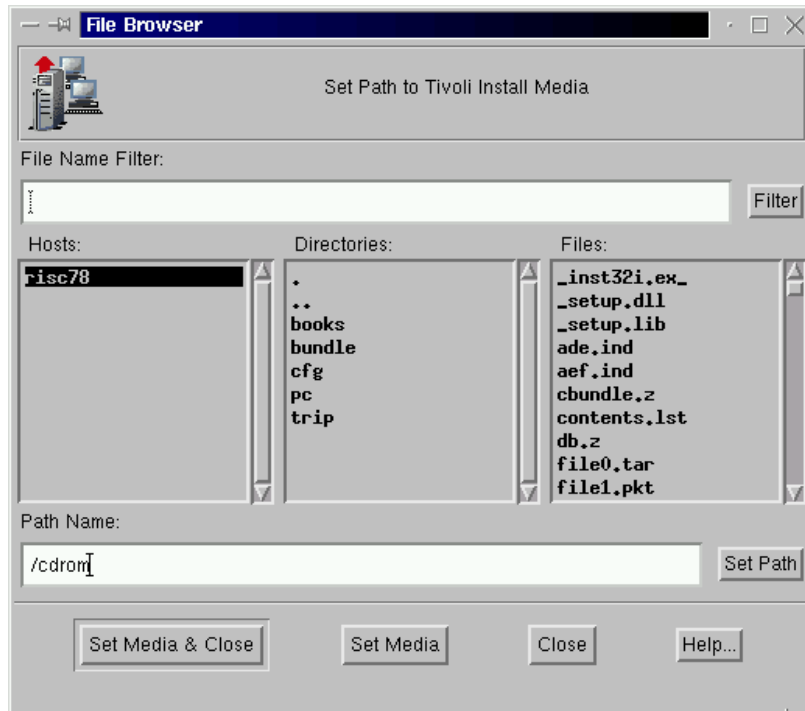 File Browser
Set Path to Tivoli Install Media
File Name Filter:
Filter
Hosts:
risc78
Directories:
.
..
books
bundle
cfg
pc
trip
Files:
_inst32i.ex_
_setup.dll
_setup.lib
ade.ind
aef.ind
cbundle.z
contents.lst
db.z
file0.tar
file1.pkt
Path Name:
/cdrom
Set Path
Set Media & Close
Set Media
Close
Help...